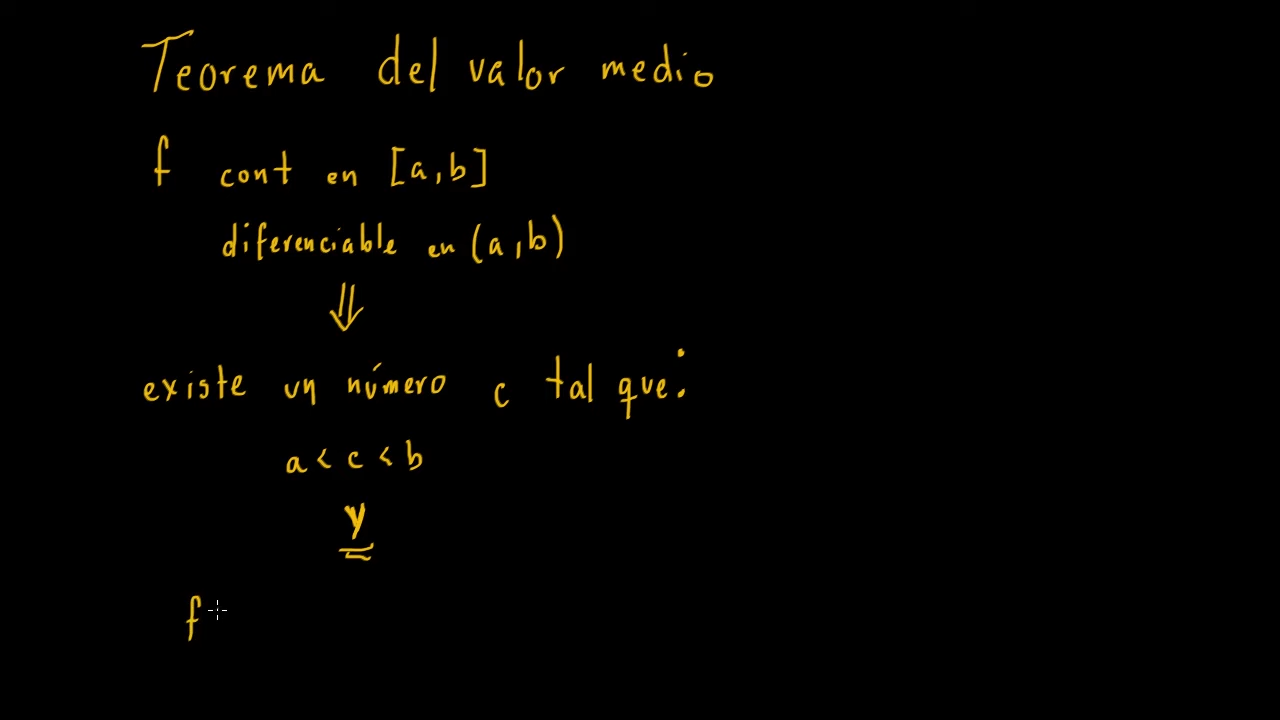 Teorema del valor medio
f cont en [a,b]
diferenciable en (a,b)
⇓
existe un número c tal que:
a < c < b
y
f